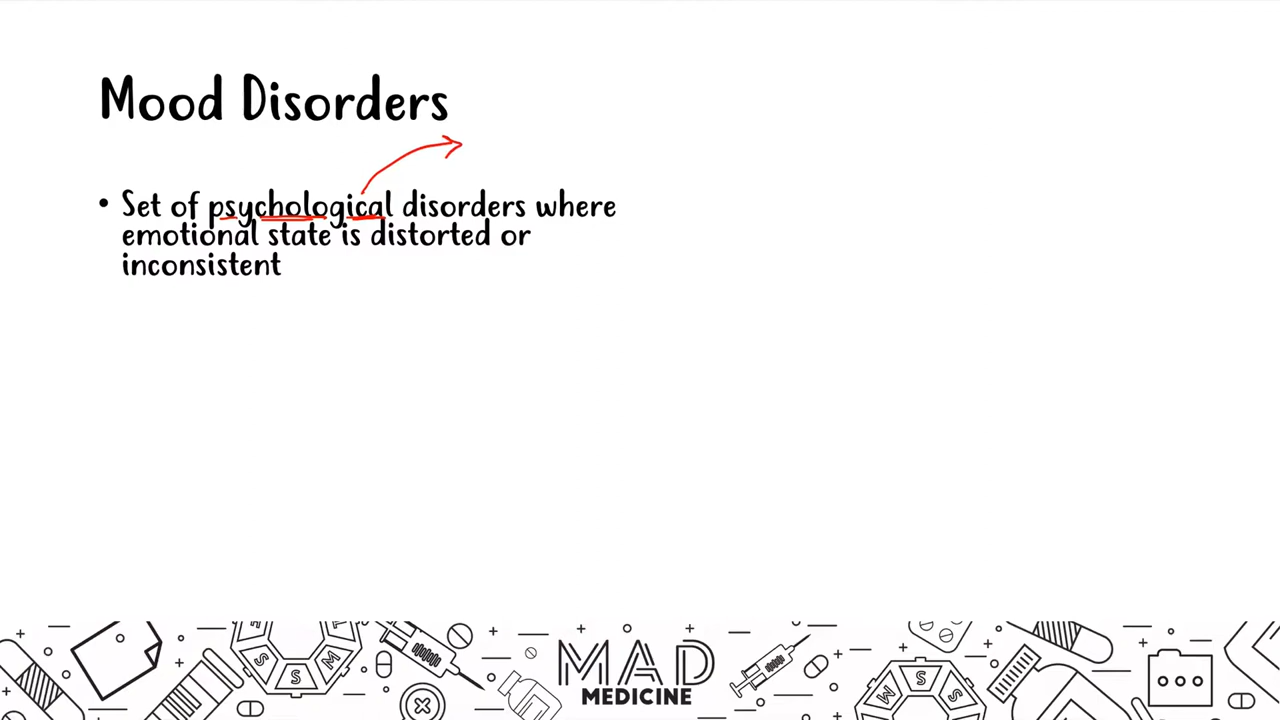 Mood Disorders
• Set of psychological disorders where
emotional state is distorted or
inconsistent
MAD
MEDICINE
S
S
M
M
S
S